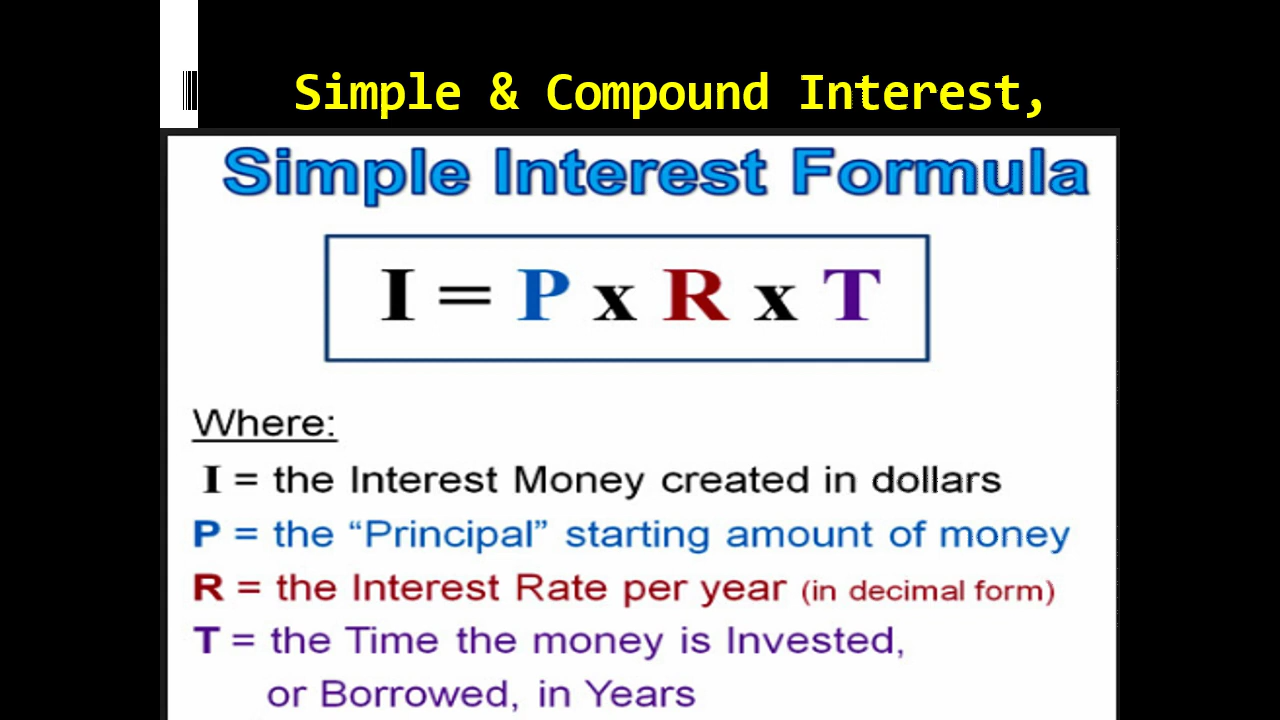 Simple & Compound Interest,
Simple Interest Formula
I = P x R x T
Where:
I = the Interest Money created in dollars
P = the “Principal” starting amount of money
R = the Interest Rate per year (in decimal form)
T = the Time the money is Invested,
or Borrowed, in Years